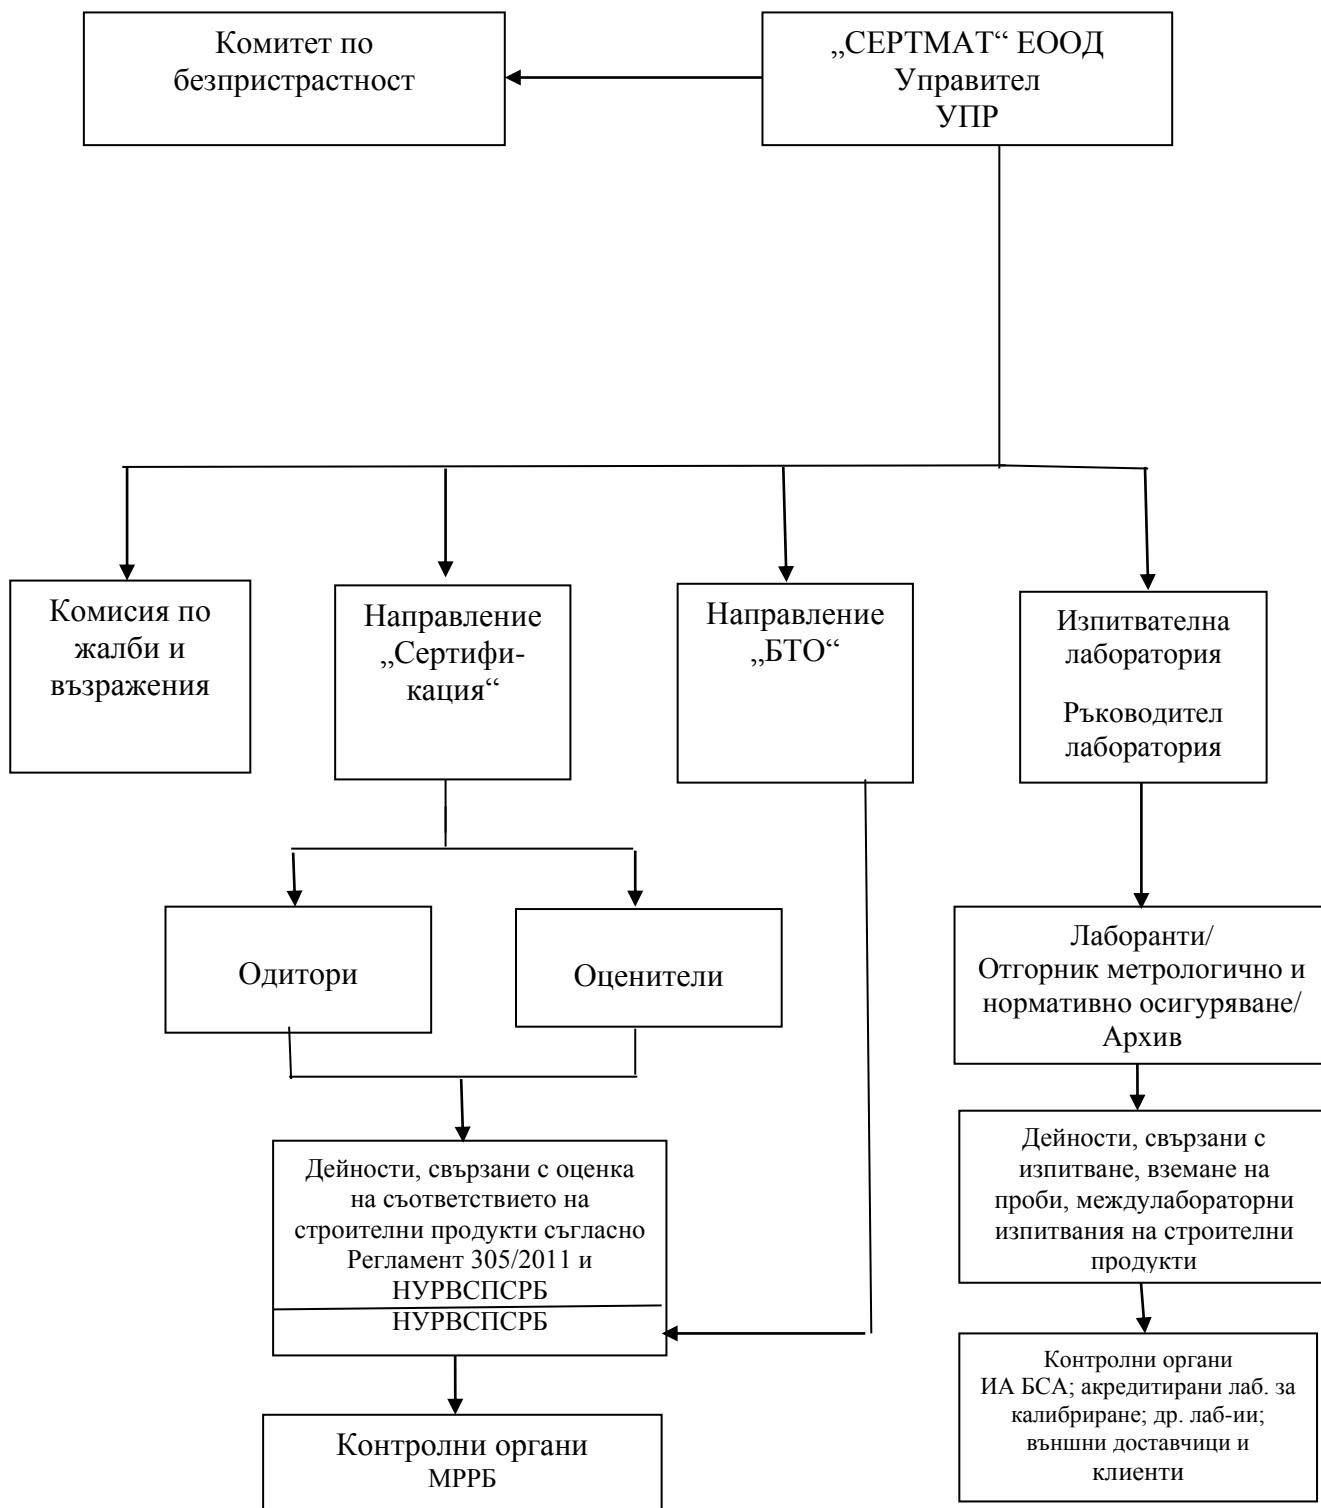 Комитет по
безпристрастност
„СЕРТМАТ“ ЕООД
Управител
УПР
Комисия по
жалби и
възражения
Направление
„Сертифи-
кация“
Направление
„БТО“
Изпитвателна
лаборатория
Ръководител
лаборатория
Одитори
Оценители
Лаборанти/
Отгорник метрологично и
нормативно осигуряване/
Архив
Дейности, свързани с оценка
на съответствието на
строителни продукти съгласно
Регламент 305/2011 и
НУРВСПСРБ
НУРВСПСРБ
Дейности, свързани с
изпитване, вземане на
проби, междулабораторни
изпитвания на строителни
продукти
Контролни органи
МРРБ
Контролни органи
ИА БСА; акредитирани лаб. за
калибриране; др. лаб-ии;
външни доставчици и
клиенти